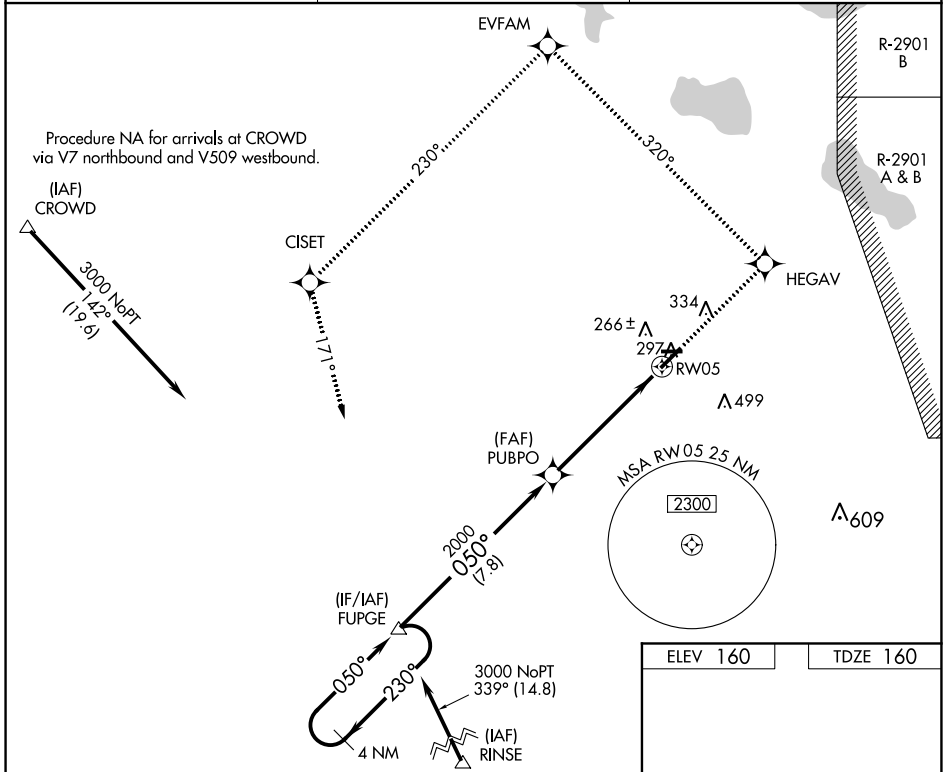 EVFAM
R-2901
B
Procedure NA for arrivals at CROWD
via V7 northbound and V509 westbound.
230°
320°
R-2901
A & B
(IAF)
CROWD
CISET
HEGAV
3000 NoPT
142°
(19.6)
171°
334
266±
297
RW05
499
(FAF)
PUBPO
MSA RW05 25 NM
2300
609
2000
050°
(7.8)
(IF/IAF)
FUPGE
050°
230°
3000 NoPT
339° (14.8)
4 NM
(IAF)
RINSE
ELEV 160
TDZE 160